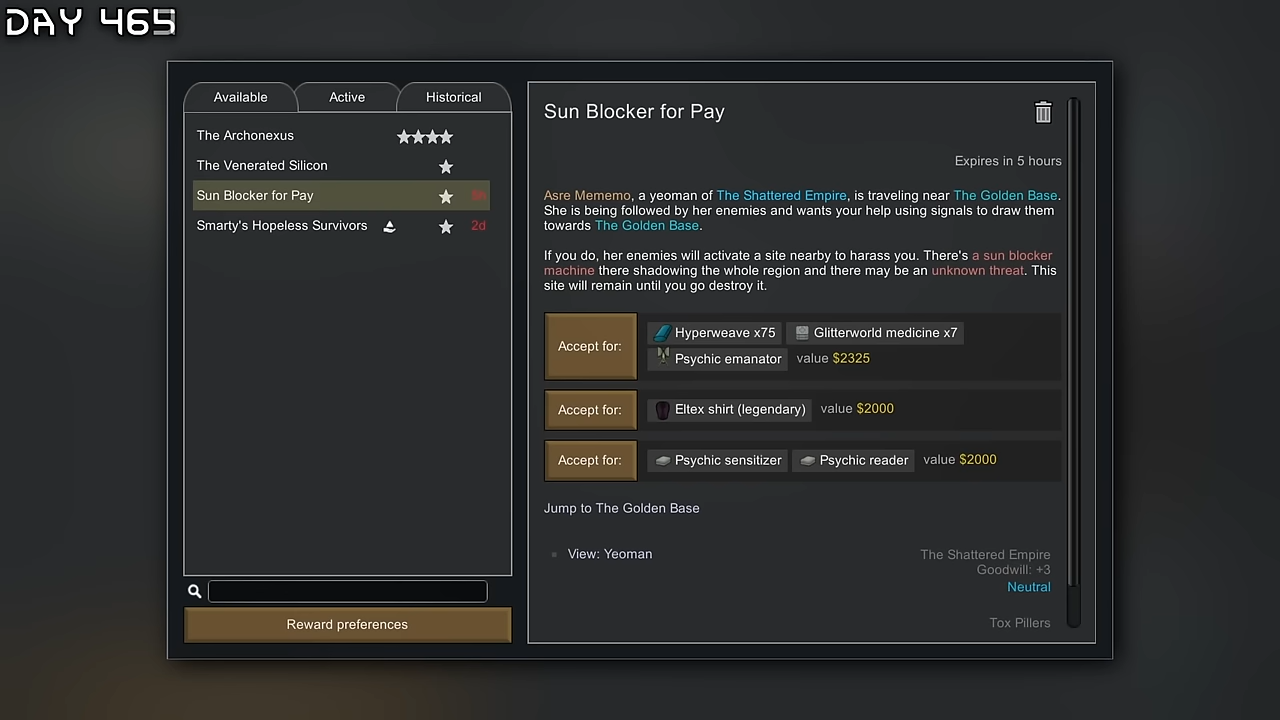 DAY 465
Available
Active
Historical
The Archonexus
The Venerated Silicon
Sun Blocker for Pay
Smarty's Hopeless Survivors
2d
Reward preferences
Sun Blocker for Pay
Expires in 5 hours
Asre Mememo, a yeoman of The Shattered Empire, is traveling near The Golden Base.
She is being followed by her enemies and wants your help using signals to draw them
towards The Golden Base.
If you do, her enemies will activate a site nearby to harass you. There's a sun blocker
machine there shadowing the whole region and there may be an unknown threat. This
site will remain until you go destroy it.
Accept for:
Hyperweave x75
Glitterworld medicine x7
Psychic emanator
value $2325
Accept for:
Eltex shirt (legendary)
value $2000
Accept for:
Psychic sensitizer
Psychic reader
value $2000
Jump to The Golden Base
View: Yeoman
The Shattered Empire
Goodwill: +3
Neutral
Tox Pillers